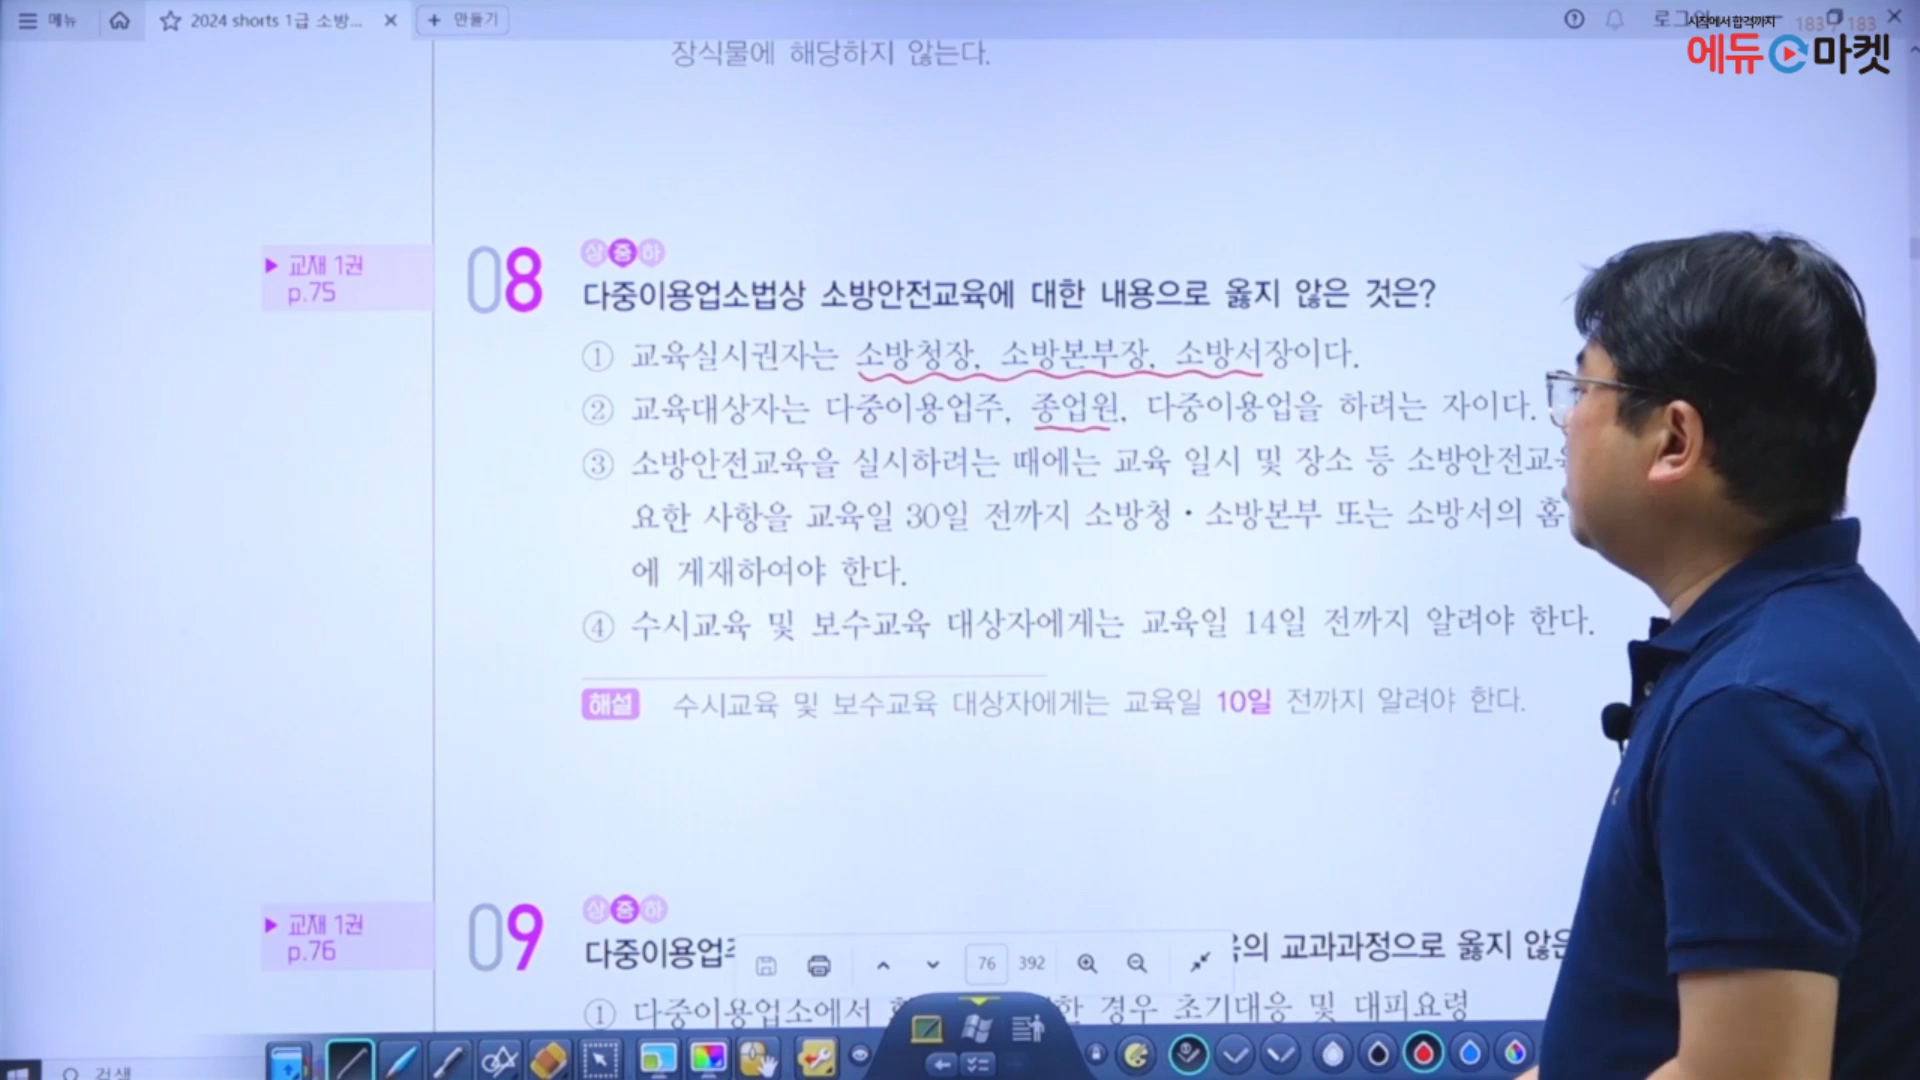 메뉴
2024 shorts 1급 소방...
+ 만들기
시작에서 합격까지
183 / 183
에듀마켓
장식물에 해당하지 않는다.
▶ 교재 1권
p.75
08
상 중 하
다중이용업소법상 소방안전교육에 대한 내용으로 옳지 않은 것은?
① 교육실시권자는 소방청장, 소방본부장, 소방서장이다.
② 교육대상자는 다중이용업주, 종업원, 다중이용업을 하려는 자이다.
③ 소방안전교육을 실시하려는 때에는 교육 일시 및 장소 등 소방안전교
요한 사항을 교육일 30일 전까지 소방청·소방본부 또는 소방서의 홈
에 게재하여야 한다.
④ 수시교육 및 보수교육 대상자에게는 교육일 14일 전까지 알려야 한다.
해설 수시교육 및 보수교육 대상자에게는 교육일 10일 전까지 알려야 한다.
▶ 교재 1권
p.76
09
상 중 하
다중이용업 의 교과과정으로 옳지 않은
76 392
① 다중이용업소에서 한 경우 초기대응 및 대피요령
검색